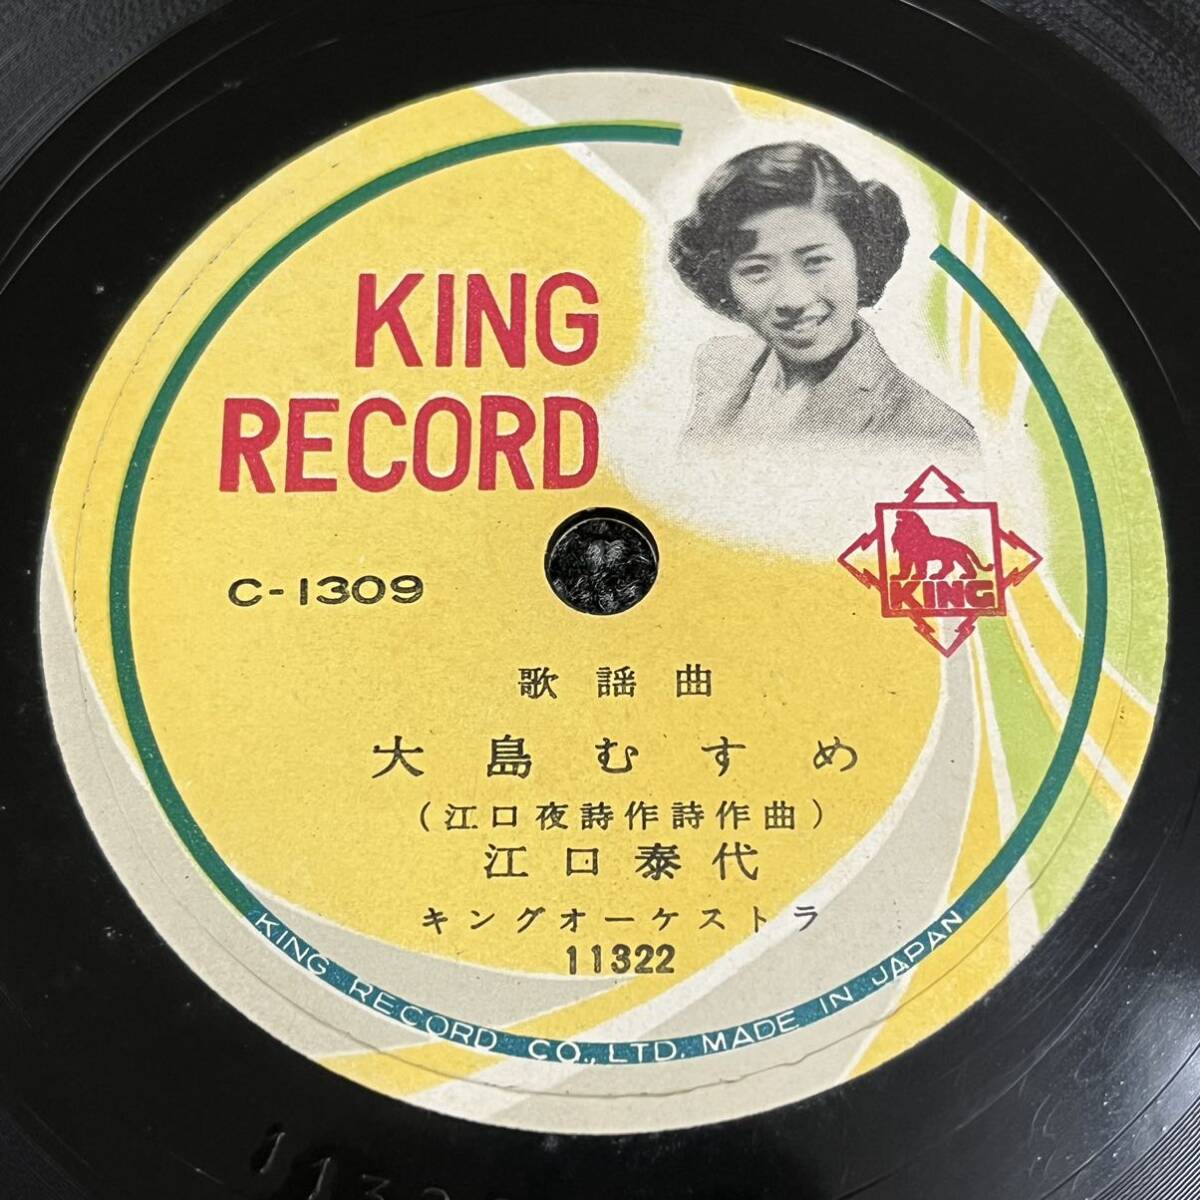 KING
RECORD
KING
C-1309
歌謡曲
大島むすめ
（江口夜詩作詩作曲）
江口泰代
キングオーケストラ
11322
KING RECORD CO., LTD. MADE IN JAPAN